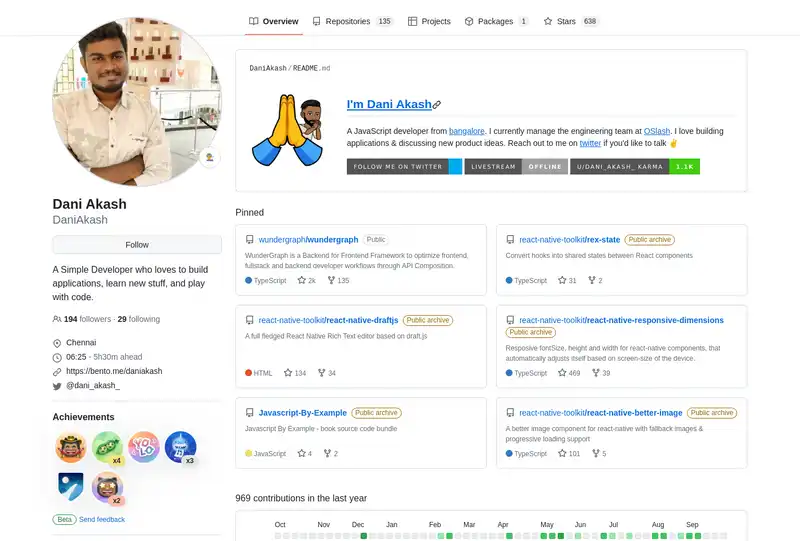 Overview
Repositories 135
Projects
Packages 1
Stars 638
DaniAkash / README.md
I'm Dani Akash
A JavaScript developer from bangalore. I currently manage the engineering team at OSlash. I love building
applications & discussing new product ideas. Reach out to me on twitter if you'd like to talk ✌
FOLLOW ME ON TWITTER
LIVESTREAM OFFLINE
U/DANI_AKASH_ KARMA 1.1K
Dani Akash
DaniAkash
Follow
A Simple Developer who loves to build
applications, learn new stuff, and play
with code.
194 followers · 29 following
Chennai
06:25 - 5h30m ahead
https://bento.me/daniakash
@dani_akash_
Achievements
x4
YOLO
x3
x2
Beta Send feedback
Pinned
wundergraph/wundergraph Public
WunderGraph is a Backend for Frontend Framework to optimize frontend,
fullstack and backend developer workflows through API Composition.
TypeScript 2k 135
react-native-toolkit/rex-state Public archive
Convert hooks into shared states between React components
TypeScript 31 2
react-native-toolkit/react-native-draftjs Public archive
A full fledged React Native Rich Text editor based on draft.js
HTML 134 34
react-native-toolkit/react-native-responsive-dimensions
Public archive
Resposive fontSize, height and width for react-native components, that
automatically adjusts itself based on screen-size of the device.
TypeScript 469 39
Javascript-By-Example Public archive
Javascript By Example - book source code bundle
JavaScript 4 2
react-native-toolkit/react-native-better-image Public archive
A better image component for react-native with fallback images &
progressive loading support
TypeScript 101 5
969 contributions in the last year
Oct Nov Dec Jan Feb Mar Apr May Jun Jul Aug Sep